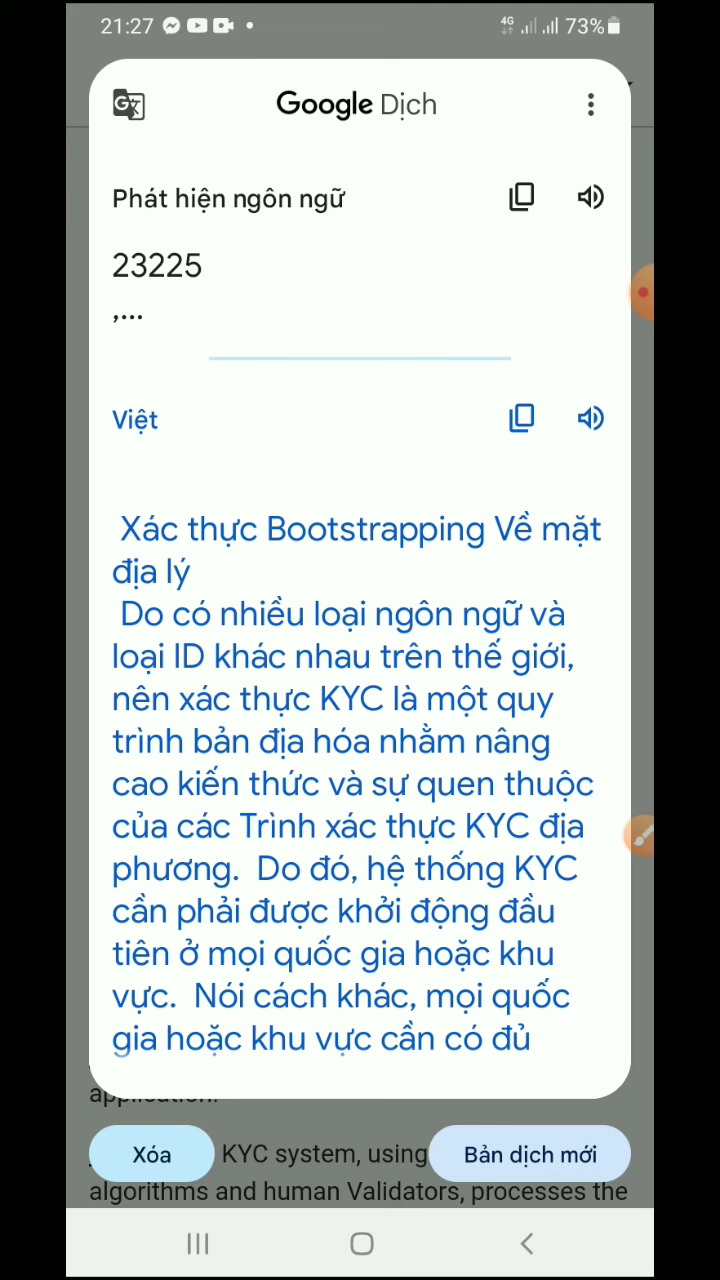 21:27 4G 73%
Google Dịch
Phát hiện ngôn ngữ
23225
,...
Việt
Xác thực Bootstrapping Về mặt
địa lý
Do có nhiều loại ngôn ngữ và
loại ID khác nhau trên thế giới,
nên xác thực KYC là một quy
trình bản địa hóa nhằm nâng
cao kiến thức và sự quen thuộc
của các Trình xác thực KYC địa
phương. Do đó, hệ thống KYC
cần phải được khởi động đầu
tiên ở mọi quốc gia hoặc khu
vực. Nói cách khác, mọi quốc
gia hoặc khu vực cần có đủ
application.
Xóa KYC system, using Bản dịch mới
algorithms and human Validators, processes the